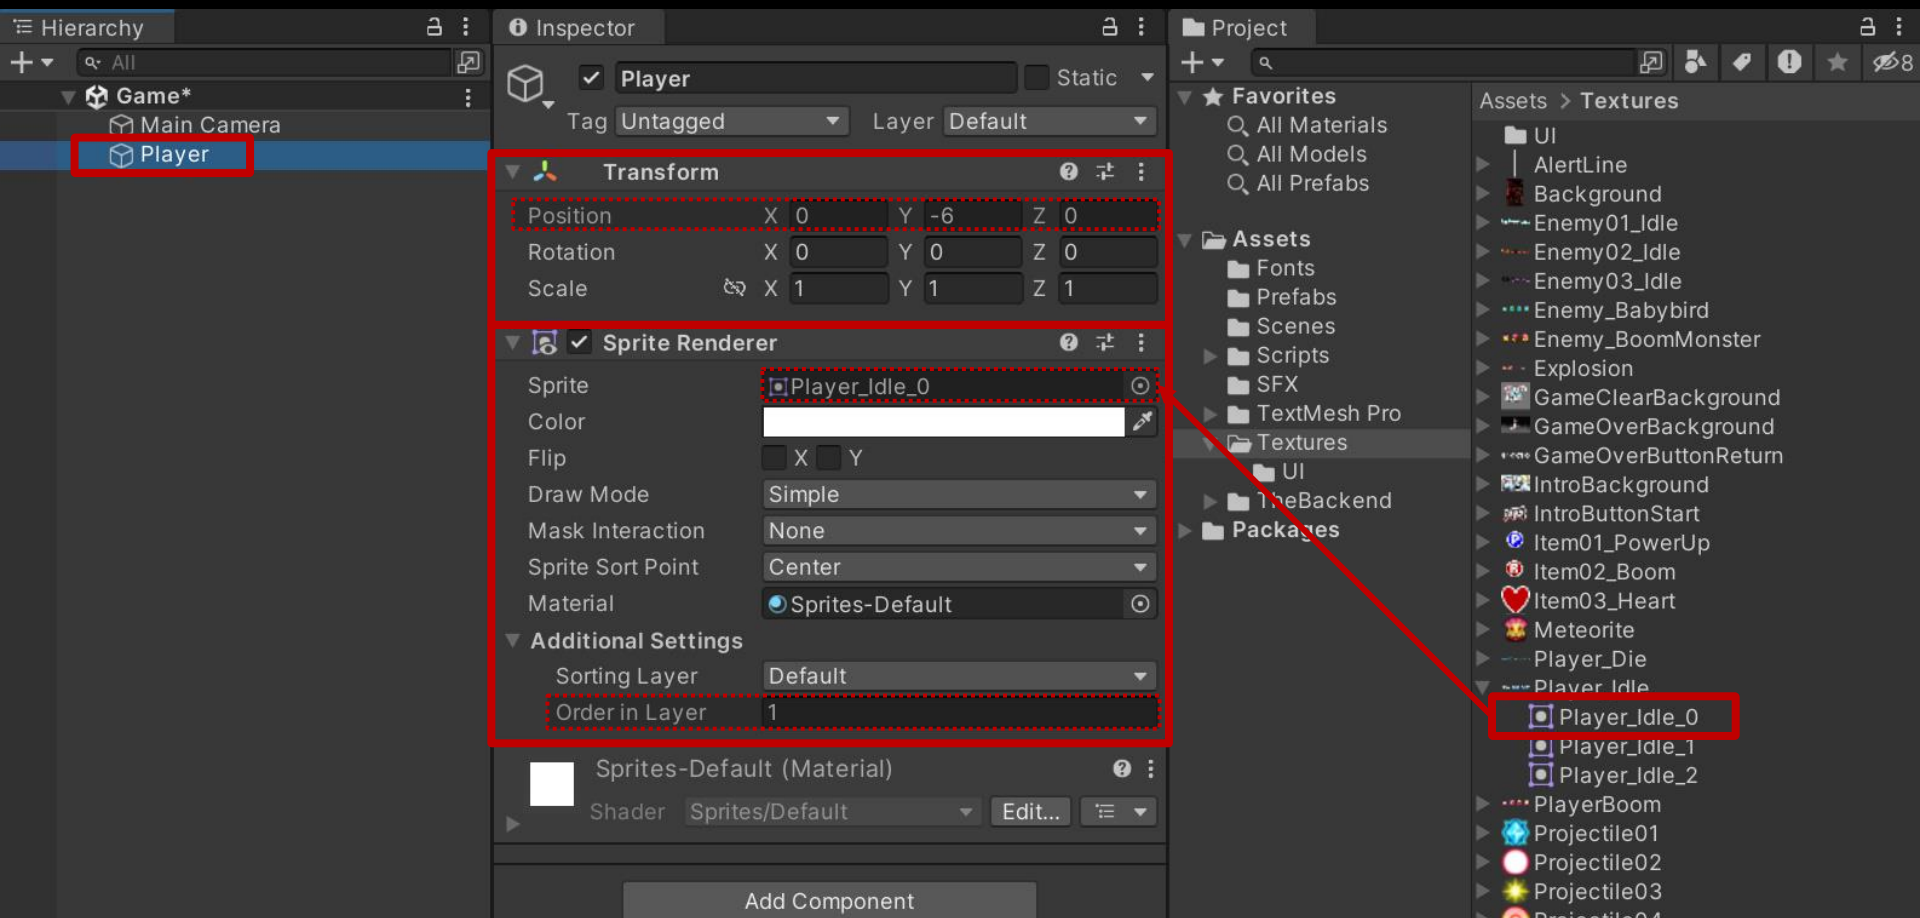 Hierarchy
All
Game*
Main Camera
Player
Inspector
Player
Static
Tag Untagged Layer Default
Transform
Position X 0 Y -6 Z 0
Rotation X 0 Y 0 Z 0
Scale X 1 Y 1 Z 1
Sprite Renderer
Sprite Player_Idle_0
Color
Flip X Y
Draw Mode Simple
Mask Interaction None
Sprite Sort Point Center
Material Sprites-Default
Additional Settings
Sorting Layer Default
Order in Layer 1
Sprites-Default (Material)
Shader Sprites/Default Edit...
Add Component
Project
8
Favorites
All Materials
All Models
All Prefabs
Assets
Fonts
Prefabs
Scenes
Scripts
SFX
TextMesh Pro
Textures
UI
TheBackend
Packages
Assets > Textures
UI
AlertLine
Background
Enemy01_Idle
Enemy02_Idle
Enemy03_Idle
Enemy_Babybird
Enemy_BoomMonster
Explosion
GameClearBackground
GameOverBackground
GameOverButtonReturn
IntroBackground
IntroButtonStart
Item01_PowerUp
Item02_Boom
Item03_Heart
Meteorite
Player_Die
Player_Idle
Player_Idle_0
Player_Idle_1
Player_Idle_2
PlayerBoom
Projectile01
Projectile02
Projectile03